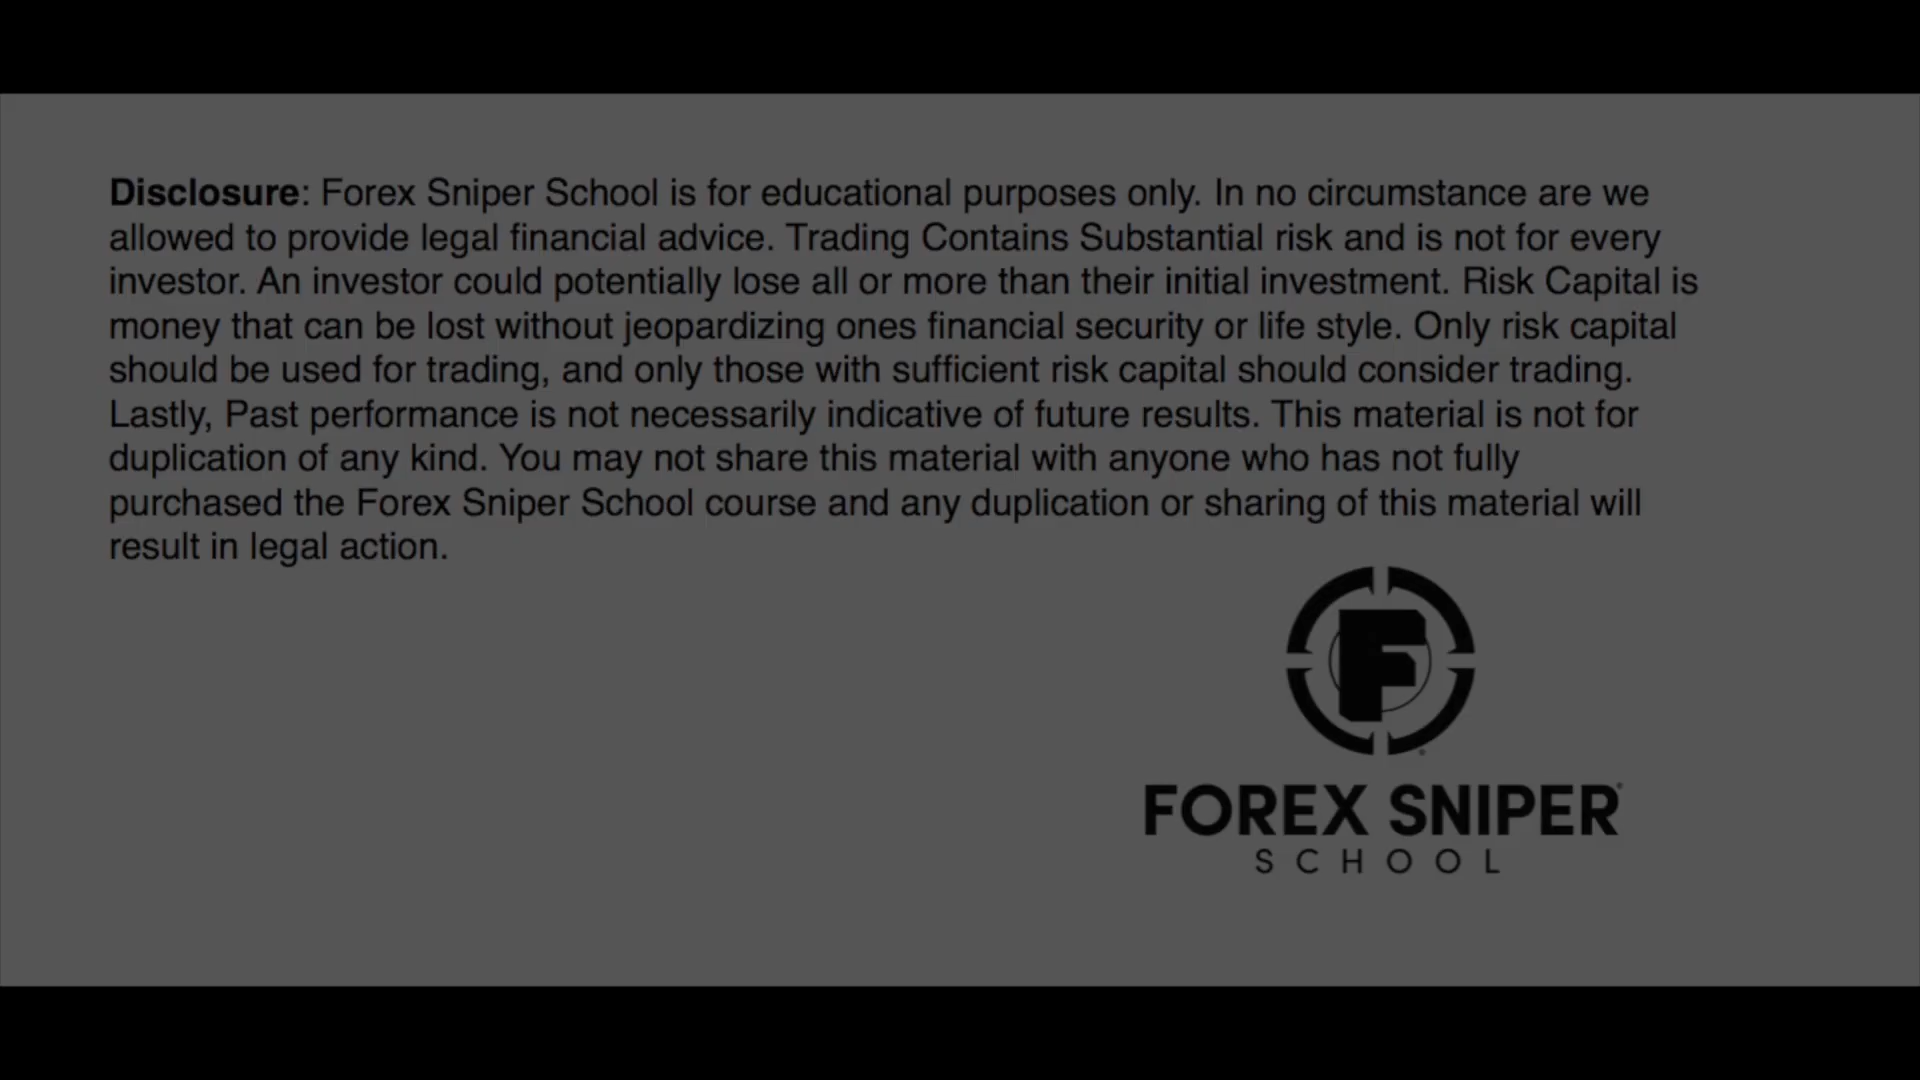 Disclosure: Forex Sniper School is for educational purposes only. In no circumstance are we
allowed to provide legal financial advice. Trading Contains Substantial risk and is not for every
investor. An investor could potentially lose all or more than their initial investment. Risk Capital is
money that can be lost without jeopardizing ones financial security or life style. Only risk capital
should be used for trading, and only those with sufficient risk capital should consider trading.
Lastly, Past performance is not necessarily indicative of future results. This material is not for
duplication of any kind. You may not share this material with anyone who has not fully
purchased the Forex Sniper School course and any duplication or sharing of this material will
result in legal action.
F
FOREX SNIPER
SCHOOL